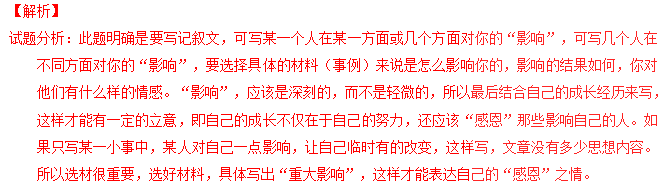 【解析】
试题分析：此题明确是要写记叙文，可写某一个人在某一方面或几个方面对你的“影响”，可写几个人在
不同方面对你的“影响”，要选择具体的材料（事例）来说是怎么影响你的，影响的结果如何，你对
他们有什么样的情感。“影响”，应该是深刻的，而不是轻微的，所以最后结合自己的成长经历来写，
这样才能有一定的立意，即自己的成长不仅在于自己的努力，还应该“感恩”那些影响自己的人。如
果只写某一小事中，某人对自己一点影响，让自己临时有的改变，这样写，文章没有多少思想内容。
所以选材很重要，选好材料，具体写出“重大影响”，这样才能表达自己的“感恩”之情。